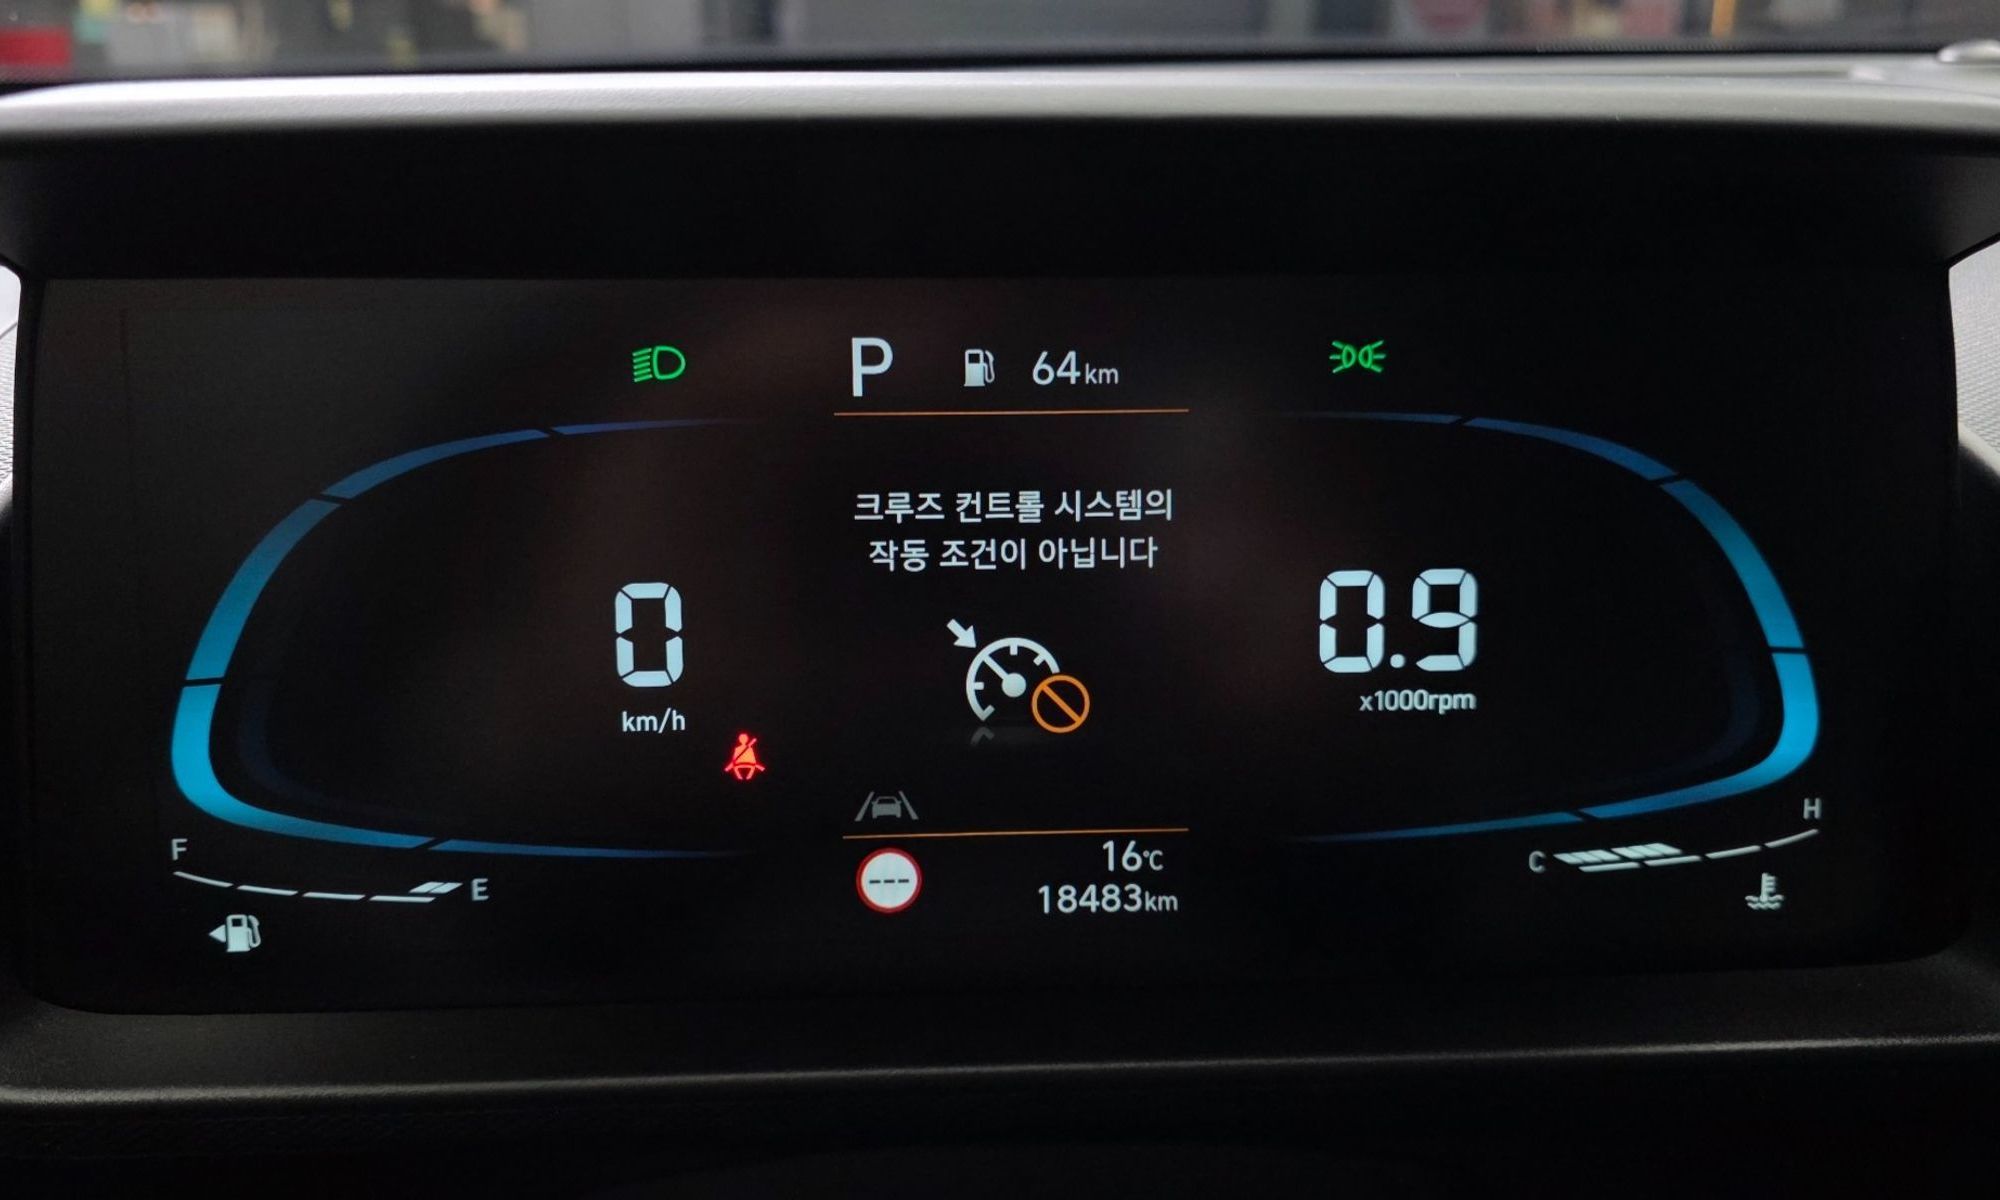 P 64km
크루즈 컨트롤 시스템의
작동 조건이 아닙니다
0
km/h
0.9
x1000rpm
F E
C H
---
16°C
18483km